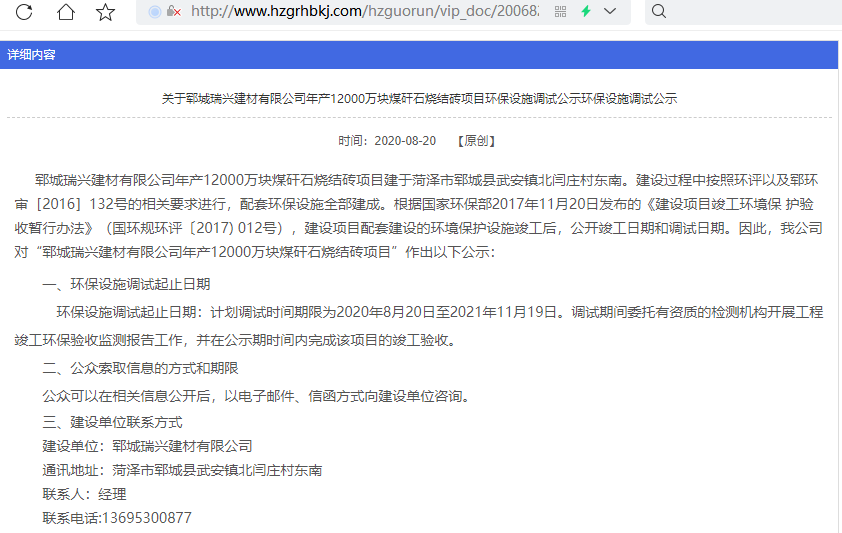 http://www.hzgrhbkj.com/hzguorun/vip_doc/20068
详细内容
关于郓城瑞兴建材有限公司年产12000万块煤矸石烧结砖项目环保设施调试公示环保设施调试公示
时间：2020-08-20 【原创】
郓城瑞兴建材有限公司年产12000万块煤矸石烧结砖项目建于菏泽市郓城县武安镇北闫庄村东南。建设过程中按照环评以及郓环
审［2016］132号的相关要求进行，配套环保设施全部建成。根据国家环保部2017年11月20日发布的《建设项目竣工环境保 护验
收暂行办法》（国环规环评〔2017) 012号），建设项目配套建设的环境保护设施竣工后，公开竣工日期和调试日期。因此，我公司
对“郓城瑞兴建材有限公司年产12000万块煤矸石烧结砖项目”作出以下公示：
一、环保设施调试起止日期
环保设施调试起止日期：计划调试时间期限为2020年8月20日至2021年11月19日。调试期间委托有资质的检测机构开展工程
竣工环保验收监测报告工作，并在公示期时间内完成该项目的竣工验收。
二、公众索取信息的方式和期限
公众可以在相关信息公开后，以电子邮件、信函方式向建设单位咨询。
三、建设单位联系方式
建设单位：郓城瑞兴建材有限公司
通讯地址：菏泽市郓城县武安镇北闫庄村东南
联系人：经理
联系电话:13695300877